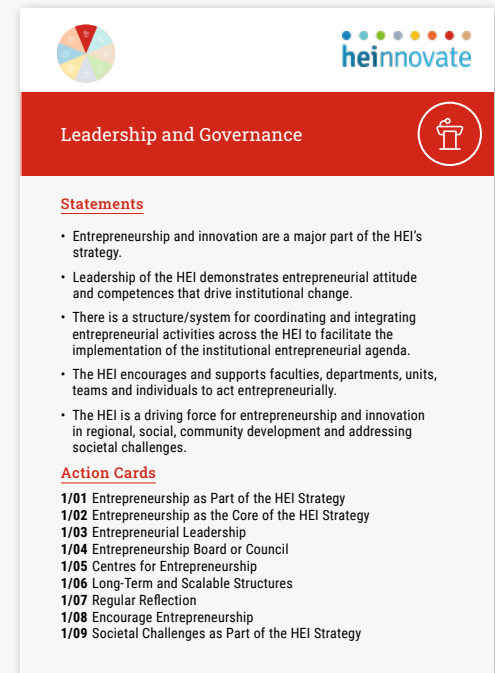 heinnovate
Leadership and Governance
Statements
• Entrepreneurship and innovation are a major part of the HEI's
strategy.
• Leadership of the HEI demonstrates entrepreneurial attitude
and competences that drive institutional change.
• There is a structure/system for coordinating and integrating
entrepreneurial activities across the HEI to facilitate the
implementation of the institutional entrepreneurial agenda.
• The HEI encourages and supports faculties, departments, units,
teams and individuals to act entrepreneurially.
• The HEI is a driving force for entrepreneurship and innovation
in regional, social, community development and addressing
societal challenges.
Action Cards
1/01 Entrepreneurship as Part of the HEI Strategy
1/02 Entrepreneurship as the Core of the HEI Strategy
1/03 Entrepreneurial Leadership
1/04 Entrepreneurship Board or Council
1/05 Centres for Entrepreneurship
1/06 Long-Term and Scalable Structures
1/07 Regular Reflection
1/08 Encourage Entrepreneurship
1/09 Societal Challenges as Part of the HEI Strategy